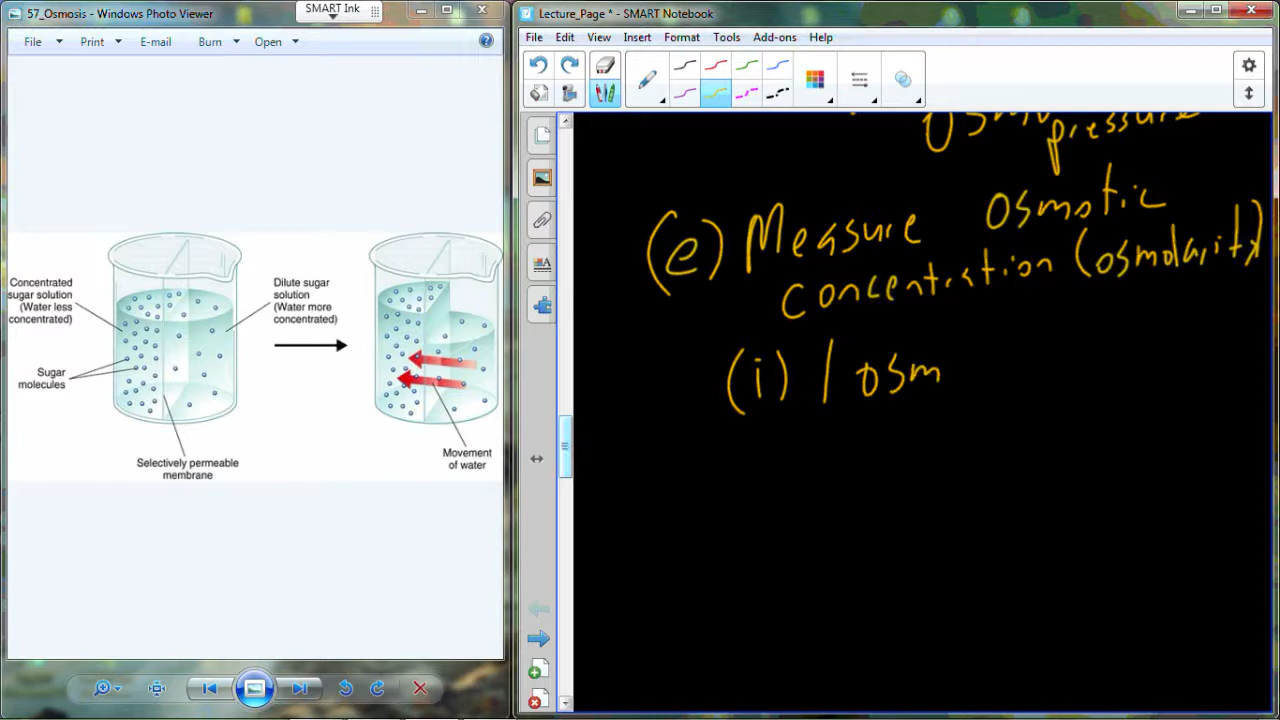 57_Osmosis - Windows Photo Viewer
SMART Ink
File Print E-mail Burn Open
Concentrated
sugar solution
(Water less
concentrated)
Dilute sugar
solution
(Water more
concentrated)
Sugar
molecules
Selectively permeable
membrane
Movement
of water
Lecture_Page * - SMART Notebook
File Edit View Insert Format Tools Add-ons Help
pressure
(e) Measure osmotic
concentration (osmolarity)
(i) 1 osm